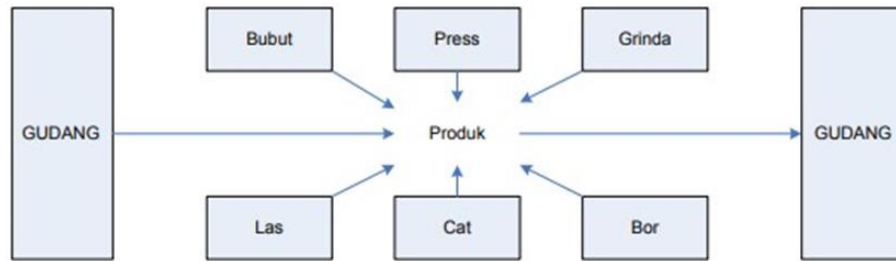 Bubut
Press
Grinda
GUDANG
Produk
GUDANG
Las
Cat
Bor